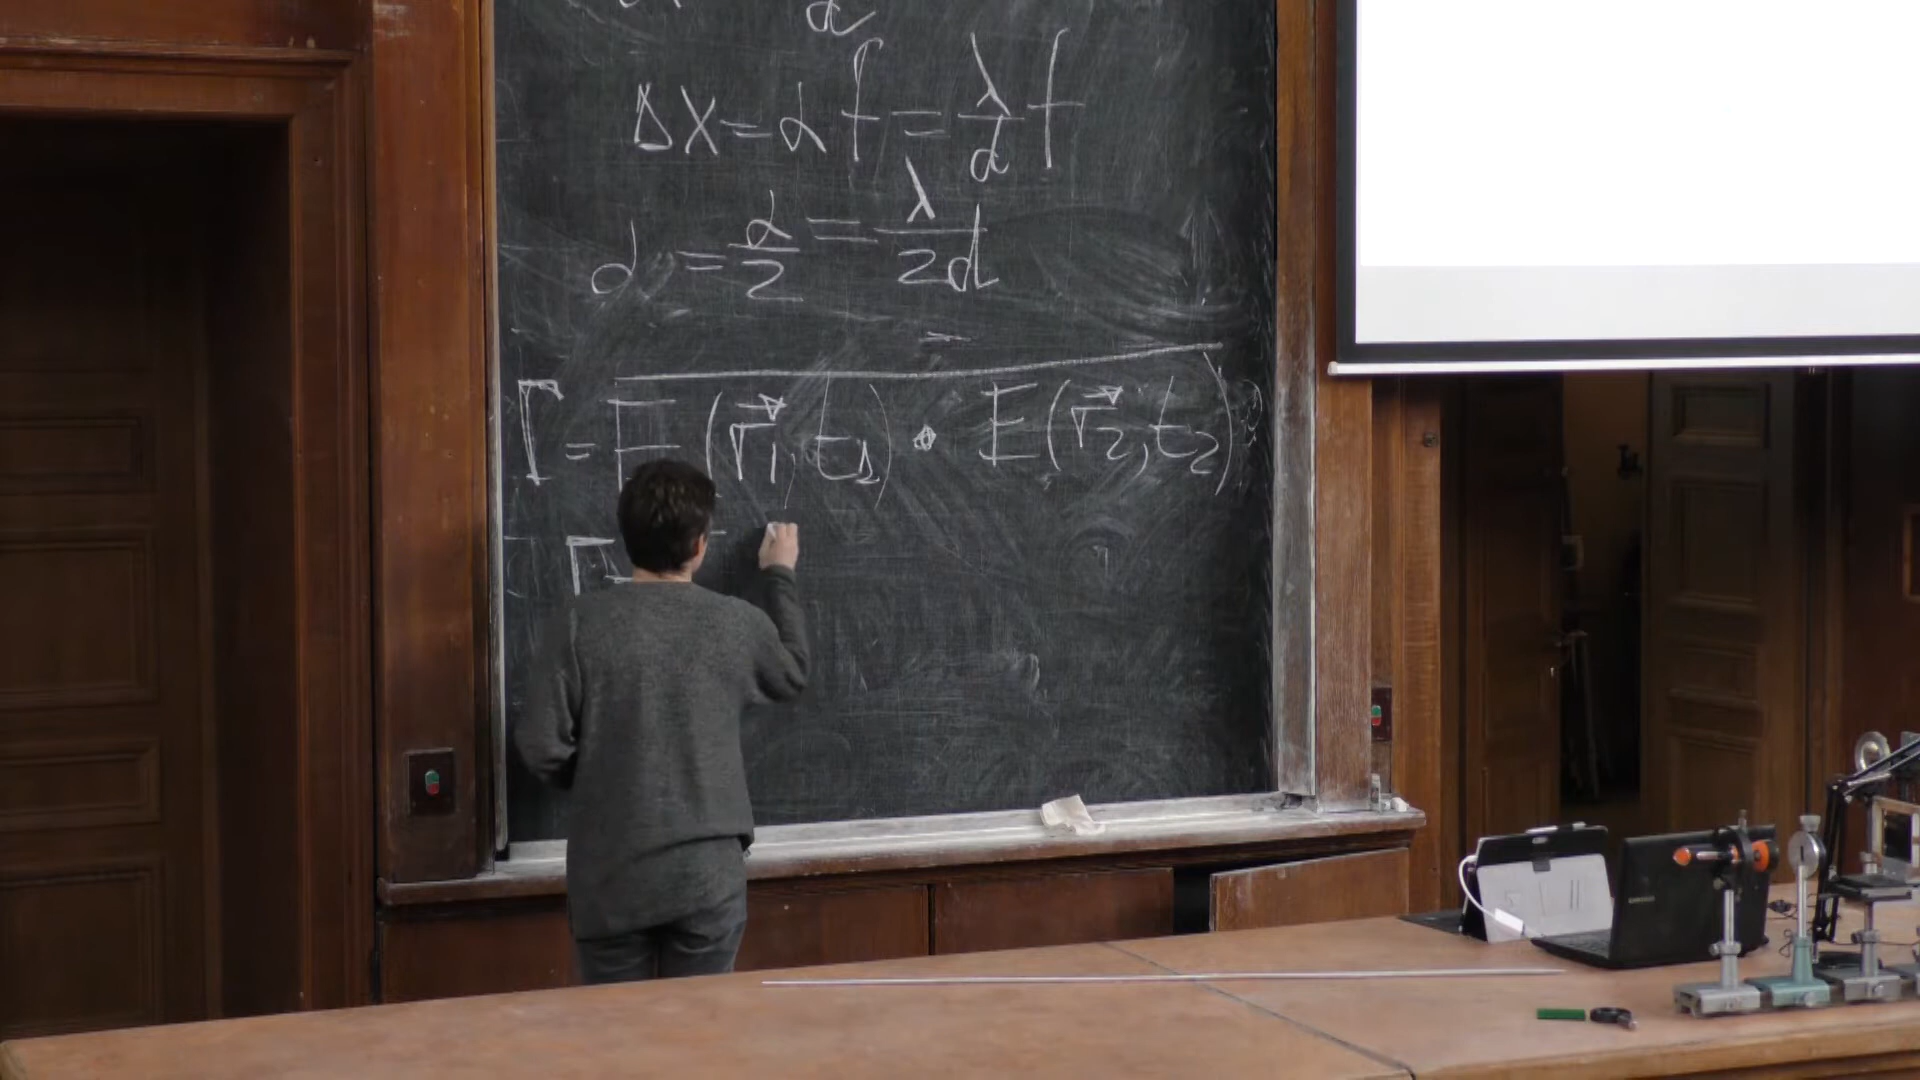 α
Δx = α f = λ/d f
d = α/2 = λ/2d
Γ = E (r⃗₁, t₁) · E (r⃗₂, t₂)
Γ